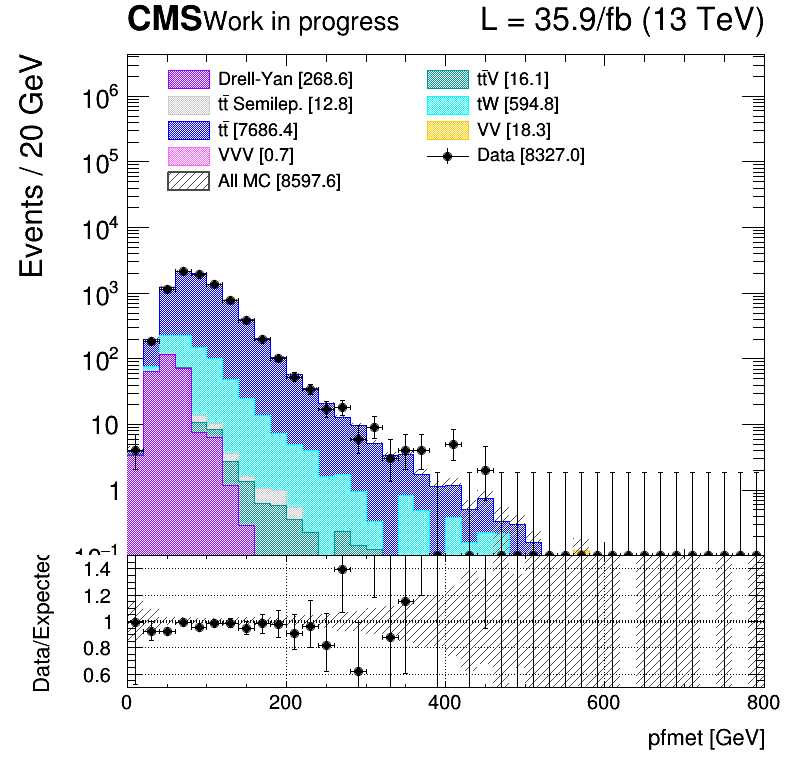 CMS Work in progress L = 35.9/fb (13 TeV)
Events / 20 GeV
Drell-Yan [268.6]
tt̄V [16.1]
tt̄ Semilep. [12.8]
tW [594.8]
tt̄ [7686.4]
VV [18.3]
VVV [0.7]
Data [8327.0]
All MC [8597.6]
10⁶
10⁵
10⁴
10³
10²
10
1
10⁻¹
Data/Expected
1.4
1.2
1
0.8
0.6
0 200 400 600 800
pfmet [GeV]